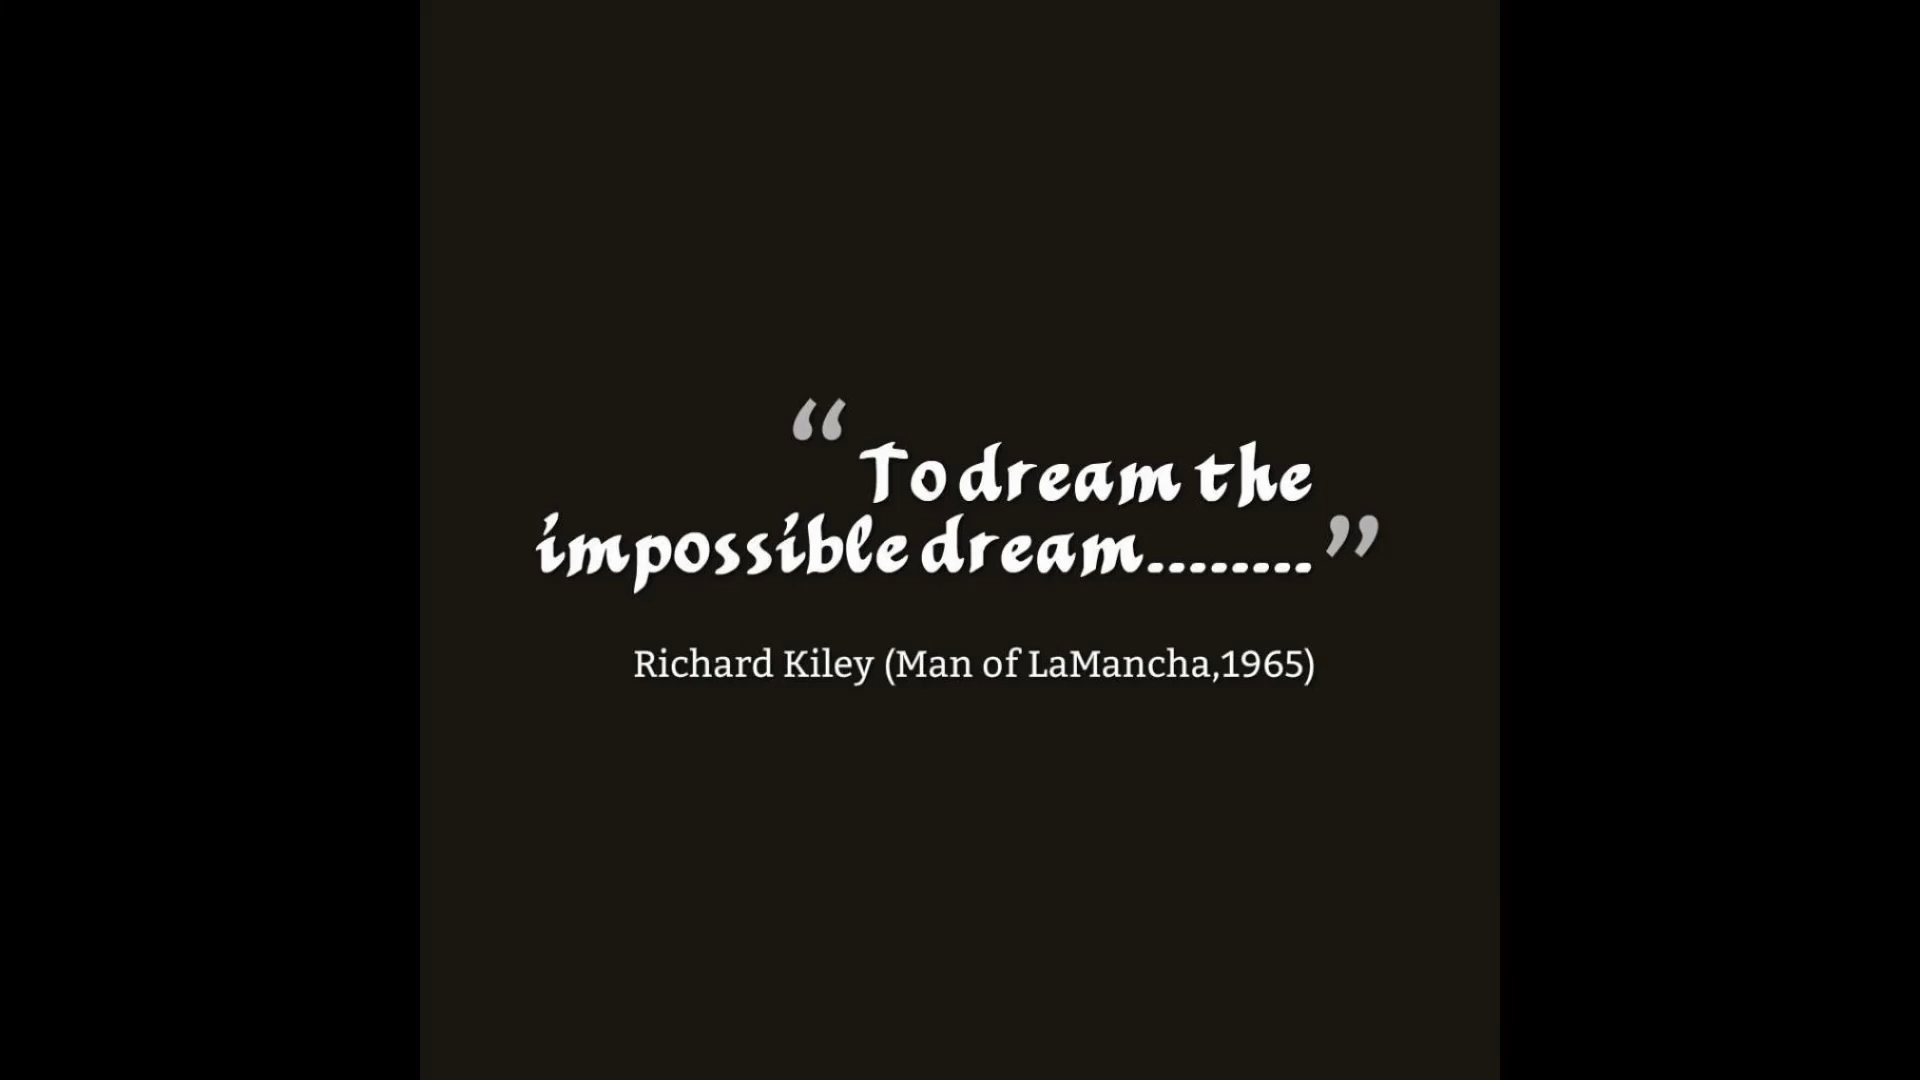 “To dream the
impossible dream........”
Richard Kiley (Man of LaMancha,1965)